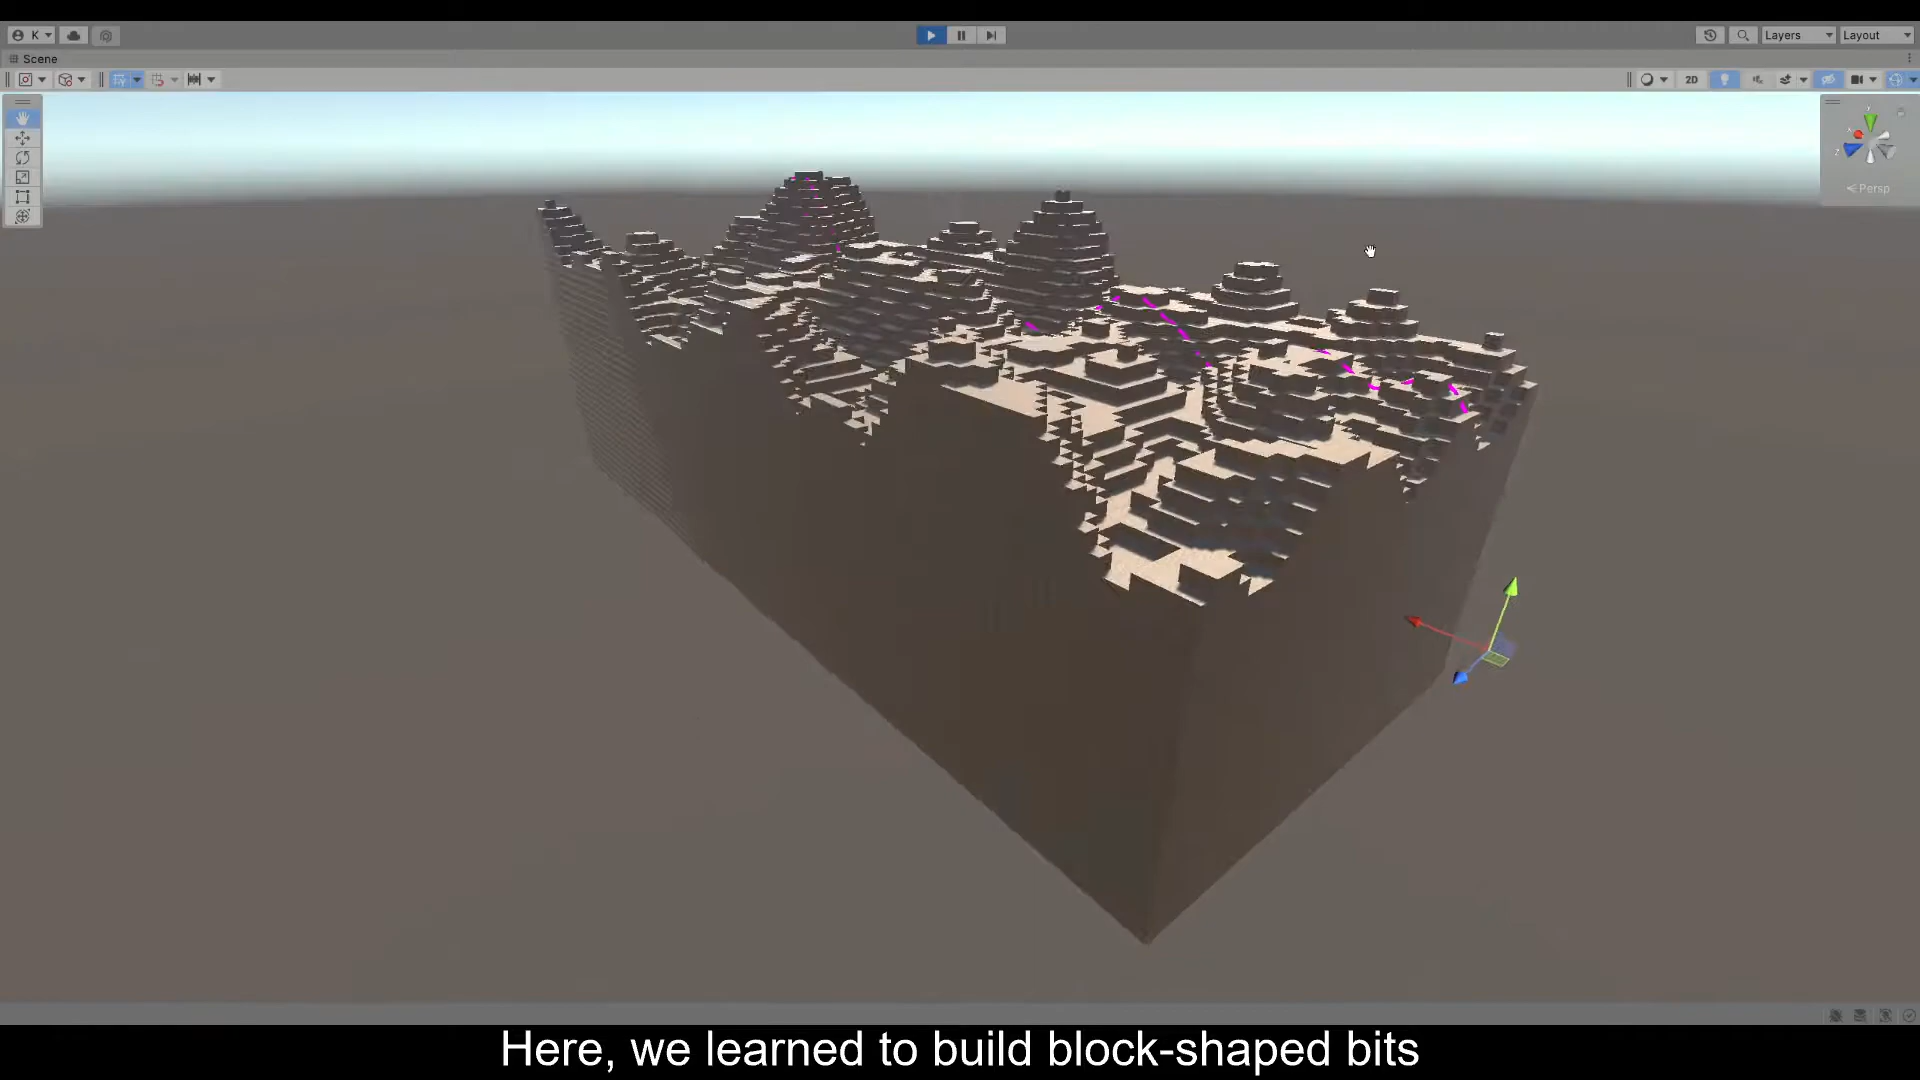 K
Layers
Layout
Scene
2D
y
x
z
Persp
Here, we learned to build block-shaped bits